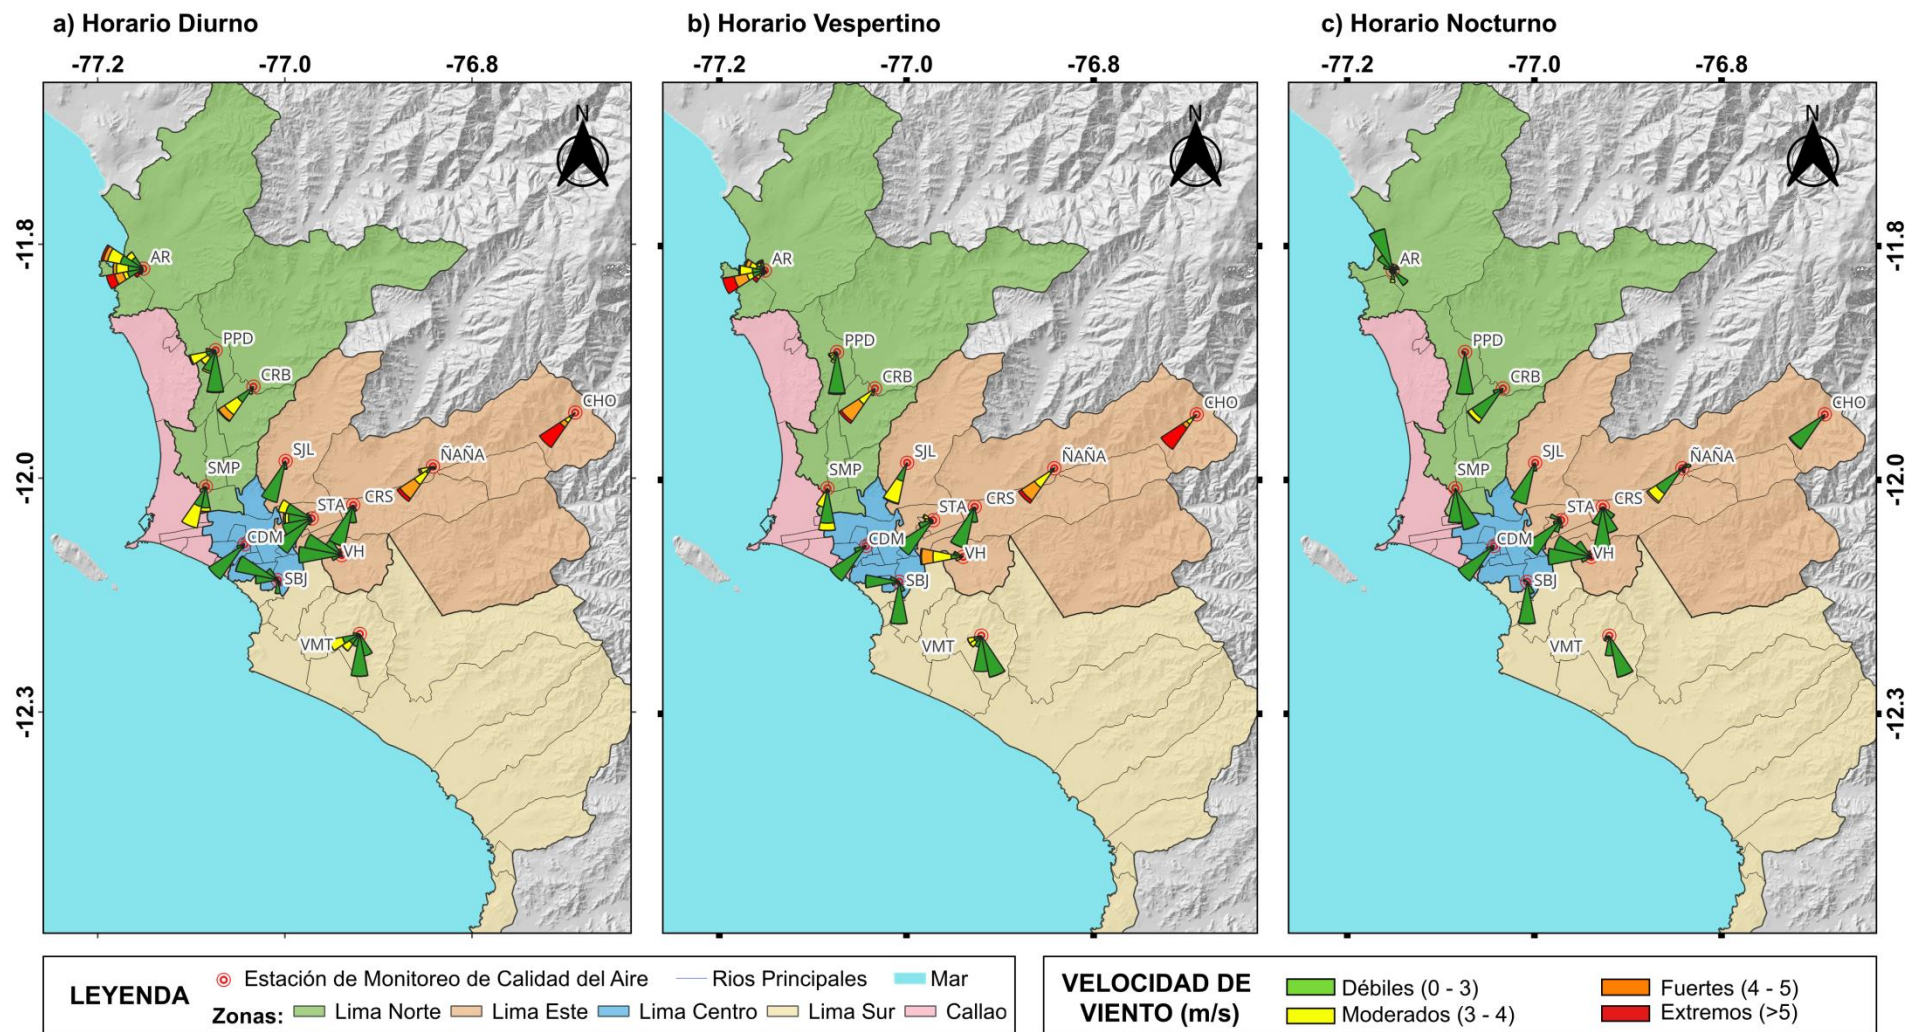 a) Horario Diurno
b) Horario Vespertino
c) Horario Nocturno
-77.2 -77.0 -76.8
-77.2 -77.0 -76.8
-77.2 -77.0 -76.8
-11.8
-12.0
-12.3
N
AR
PPD
CRB
CHO
SJL
ÑAÑA
SMP
STA
CRS
CDM
VH
SBJ
VMT
N
AR
PPD
CRB
CHO
SJL
ÑAÑA
SMP
STA
CRS
CDM
VH
SBJ
VMT
N
AR
PPD
CRB
CHO
SJL
ÑAÑA
SMP
STA
CRS
CDM
VH
SBJ
VMT
-11.8
-12.0
-12.3
LEYENDA
Estación de Monitoreo de Calidad del Aire Rios Principales Mar
Zonas: Lima Norte Lima Este Lima Centro Lima Sur Callao
VELOCIDAD DE
VIENTO (m/s)
Débiles (0 - 3) Fuertes (4 - 5)
Moderados (3 - 4) Extremos (>5)